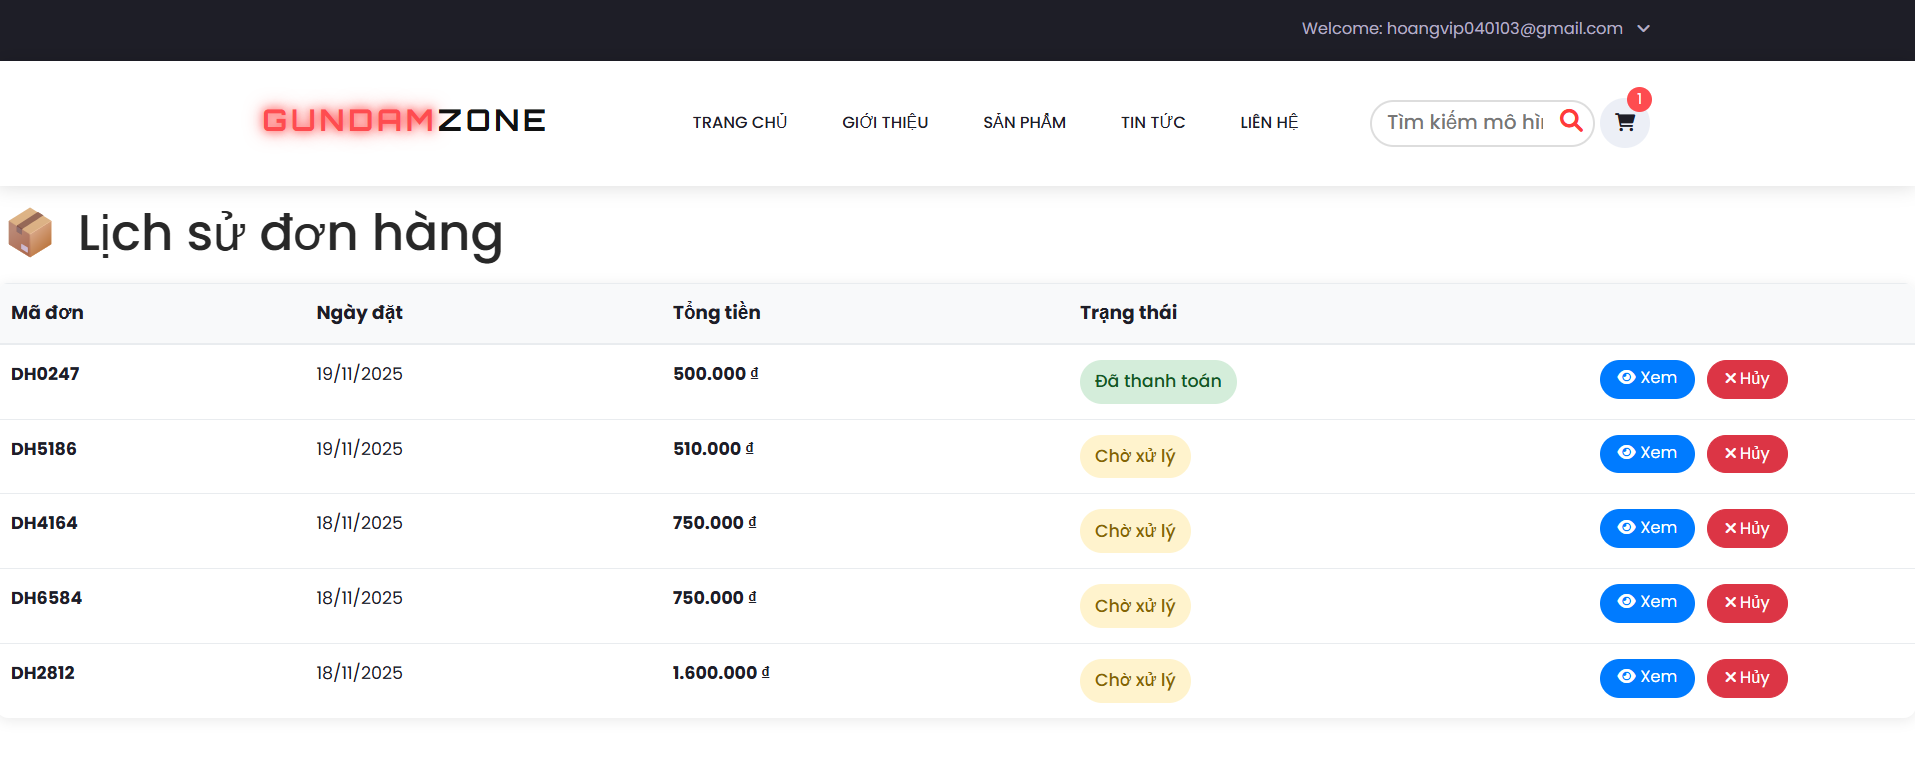 Welcome: hoangvip040103@gmail.com
GUNDAMZONE
TRANG CHỦ GIỚI THIỆU SẢN PHẨM TIN TỨC LIÊN HỆ
Tìm kiếm mô hì
1
Lịch sử đơn hàng
Mã đơn Ngày đặt Tổng tiền Trạng thái
DH0247 19/11/2025 500.000 ₫ Đã thanh toán Xem Hủy
DH5186 19/11/2025 510.000 ₫ Chờ xử lý Xem Hủy
DH4164 18/11/2025 750.000 ₫ Chờ xử lý Xem Hủy
DH6584 18/11/2025 750.000 ₫ Chờ xử lý Xem Hủy
DH2812 18/11/2025 1.600.000 ₫ Chờ xử lý Xem Hủy